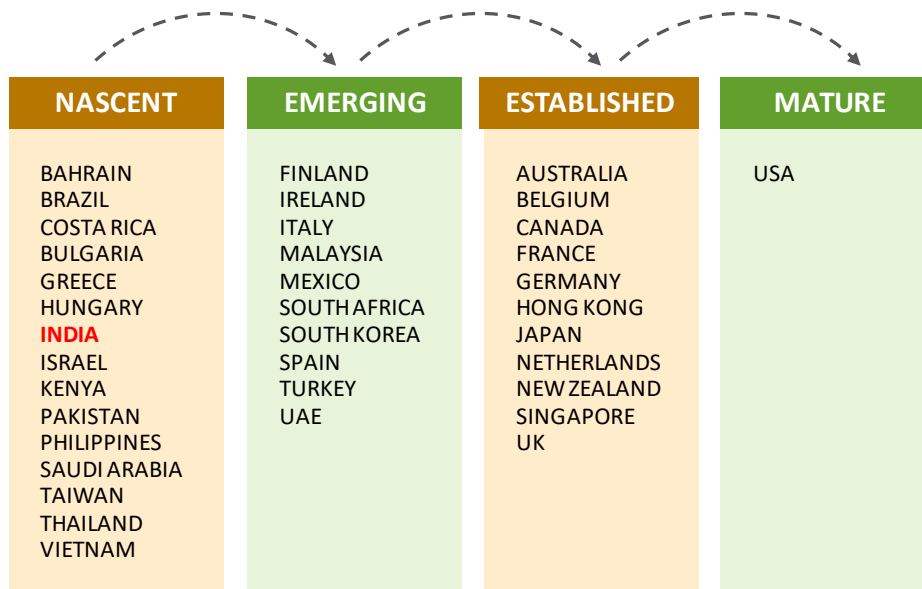 NASCENT
BAHRAIN
BRAZIL
COSTA RICA
BULGARIA
GREECE
HUNGARY
INDIA
ISRAEL
KENYA
PAKISTAN
PHILIPPINES
SAUDI ARABIA
TAIWAN
THAILAND
VIETNAM
EMERGING
FINLAND
IRELAND
ITALY
MALAYSIA
MEXICO
SOUTH AFRICA
SOUTH KOREA
SPAIN
TURKEY
UAE
ESTABLISHED
AUSTRALIA
BELGIUM
CANADA
FRANCE
GERMANY
HONG KONG
JAPAN
NETHERLANDS
NEW ZEALAND
SINGAPORE
UK
MATURE
USA